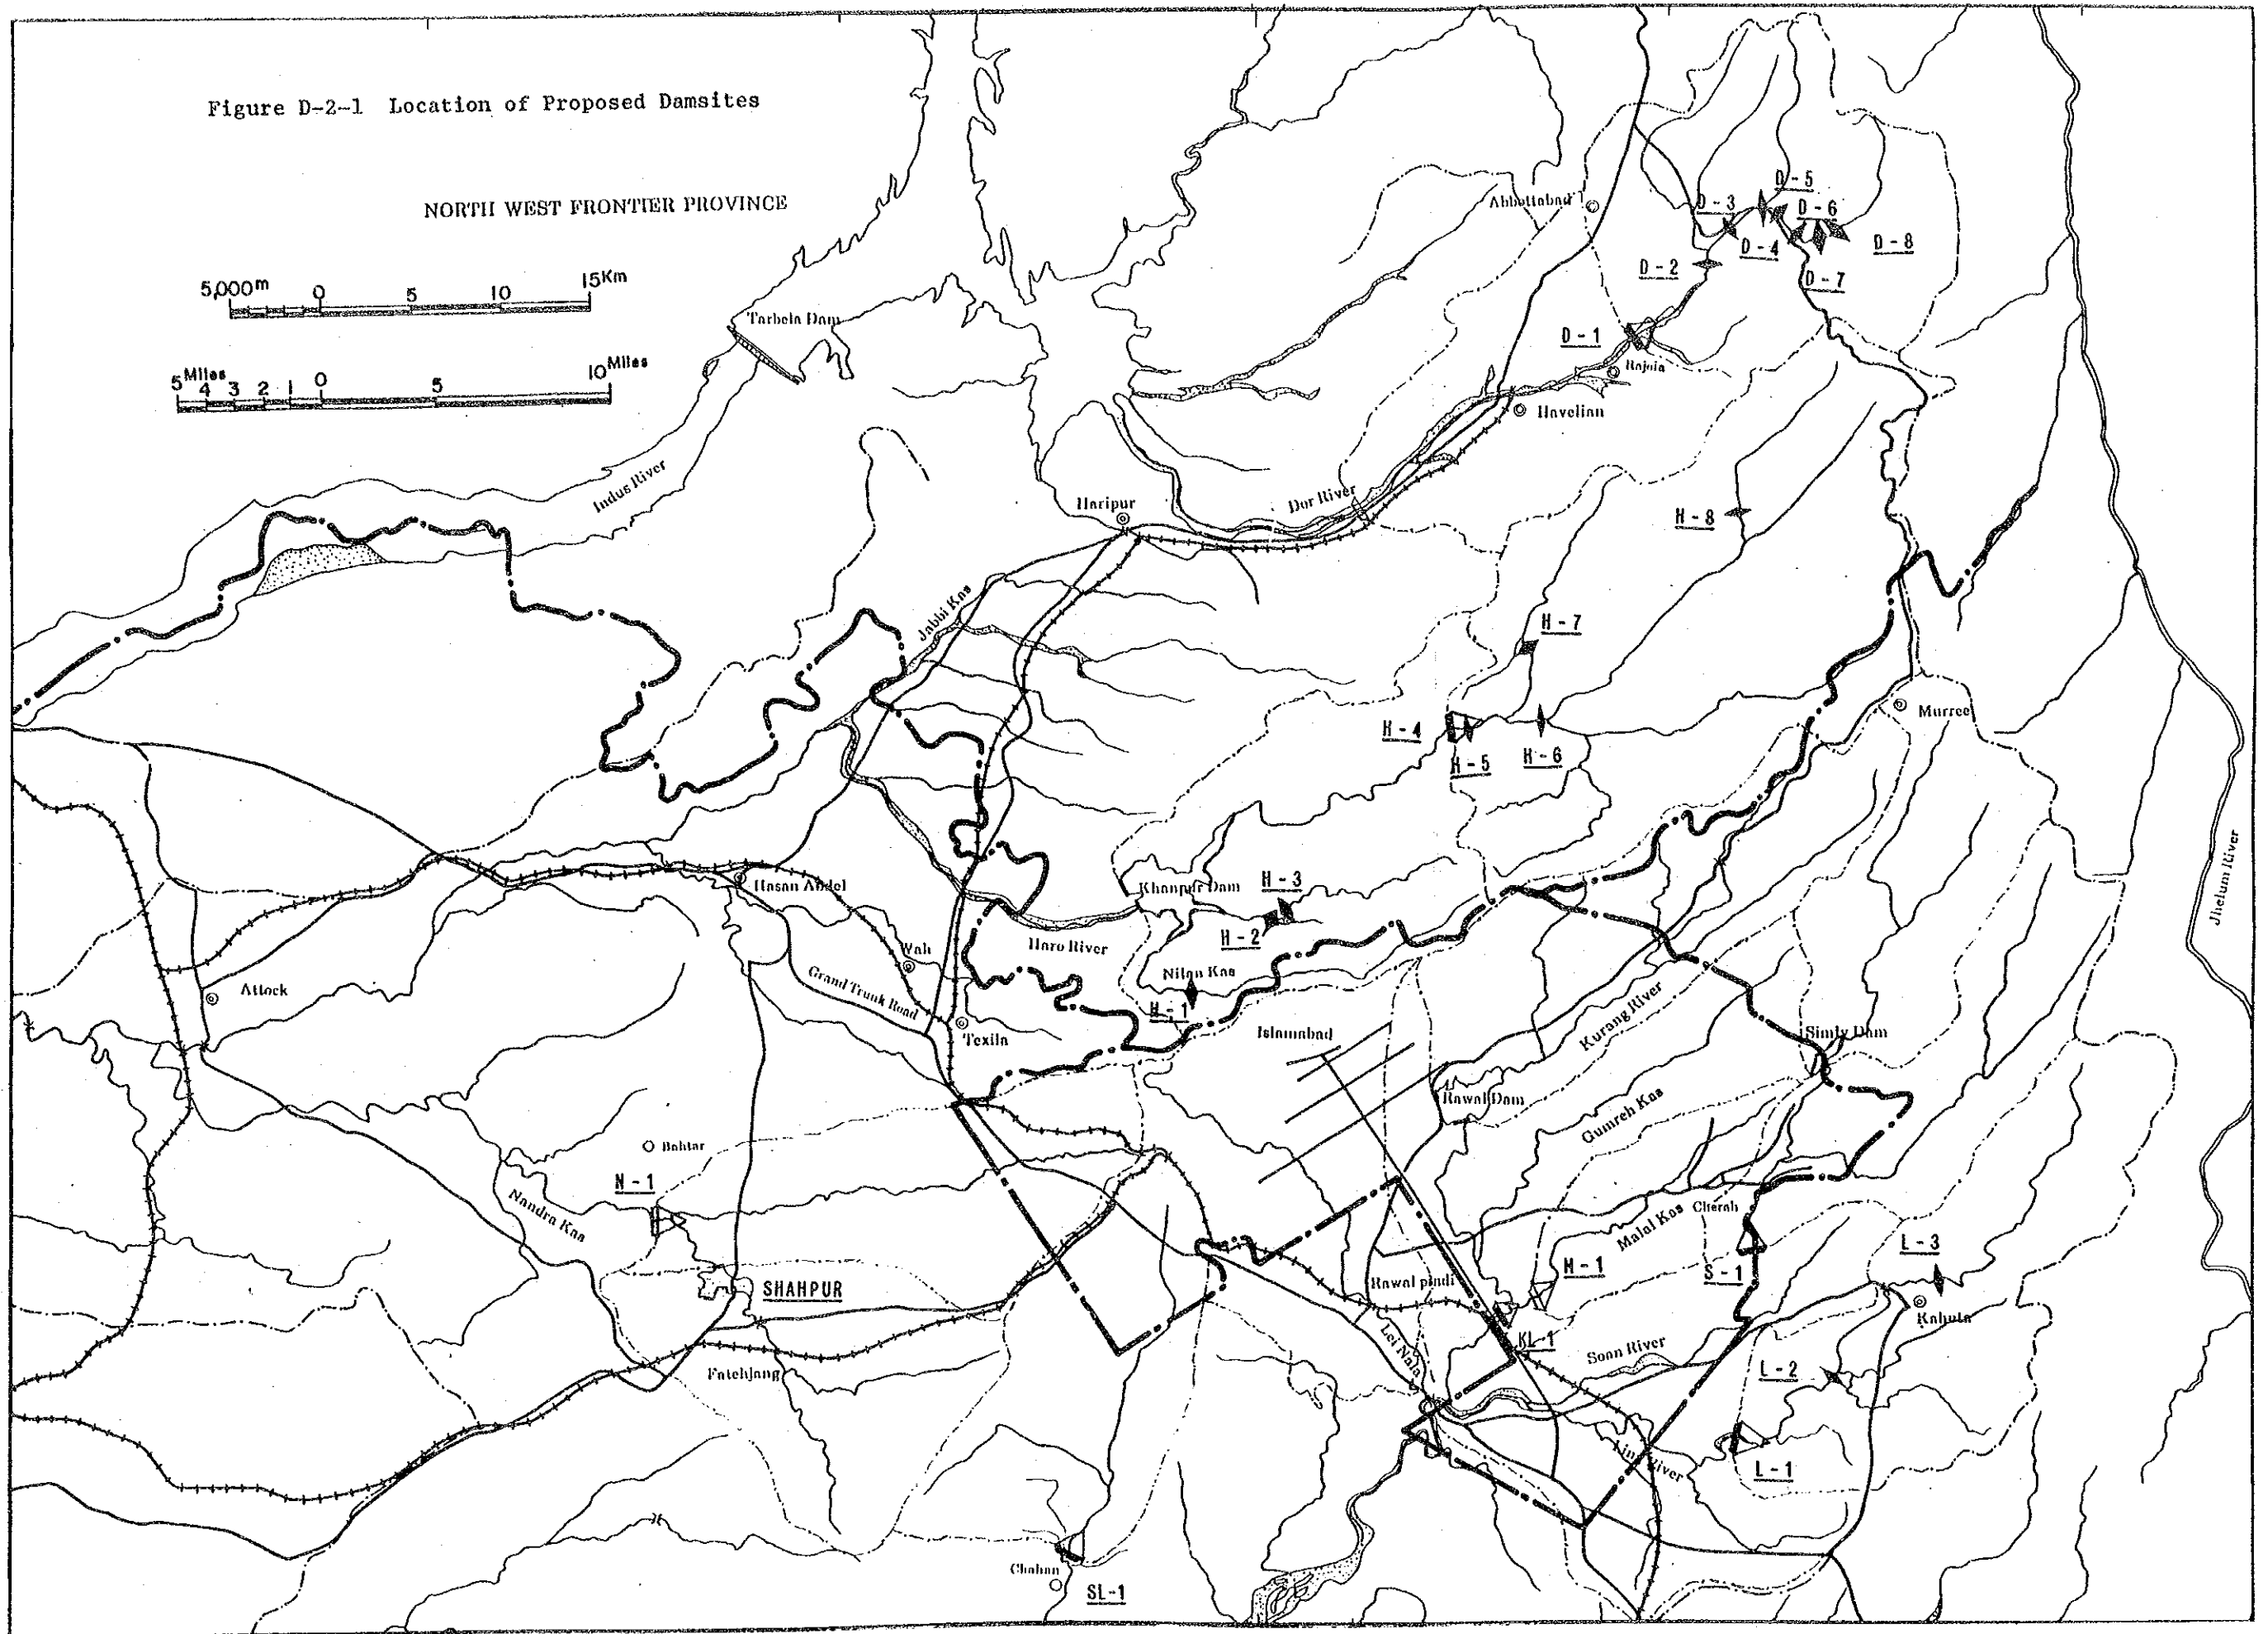 Figure D-2-1 Location of Proposed Damsites
NORTH WEST FRONTIER PROVINCE
5,000m 0 5 10 15Km
5 Miles 4 3 2 1 0 5 10 Miles
Abbottabad
D-5
D-3
D-6
D-4
D-8
D-2
D-7
Tarbela Dam
D-1
Rajoia
Havelian
Indus River
Haripur
Dor River
H-8
Jabbi Kas
H-7
Murree
H-4
H-5
H-6
Jhelum River
Hasan Abdal
Khanpur Dam
H-3
H-2
Haro River
Wah
Nilan Kas
Attock
Grand Trunk Road
H-1
Islamabad
Texila
Kurang River
Simly Dam
Rawal Dam
Gumreh Kas
Bahtar
N-1
Nandra Kas
Cherah
Malal Kas
L-3
M-1
S-1
Rawal pindi
SHAHPUR
Kahuta
KL-1
Lei Nala
Soan River
L-2
Fatehjang
Ling River
L-1
Chahan
SL-1